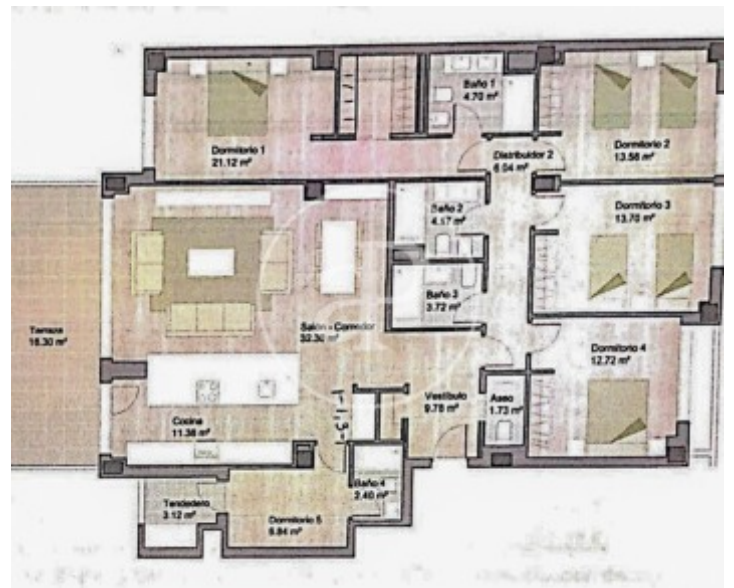 Baño 1
4.70 m²
Dormitorio 1
21.12 m²
Dormitorio 2
13.58 m²
Distribuidor 2
6.04 m²
Baño 2
4.17 m²
Dormitorio 3
13.70 m²
Baño 3
3.72 m²
Terraza
16.30 m²
Salón - Comedor
32.30 m²
Dormitorio 4
12.72 m²
Vestíbulo
9.78 m²
Aseo
1.73 m²
Cocina
11.38 m²
Baño 4
2.40 m²
Tendedero
3.12 m²
Dormitorio 5
6.84 m²